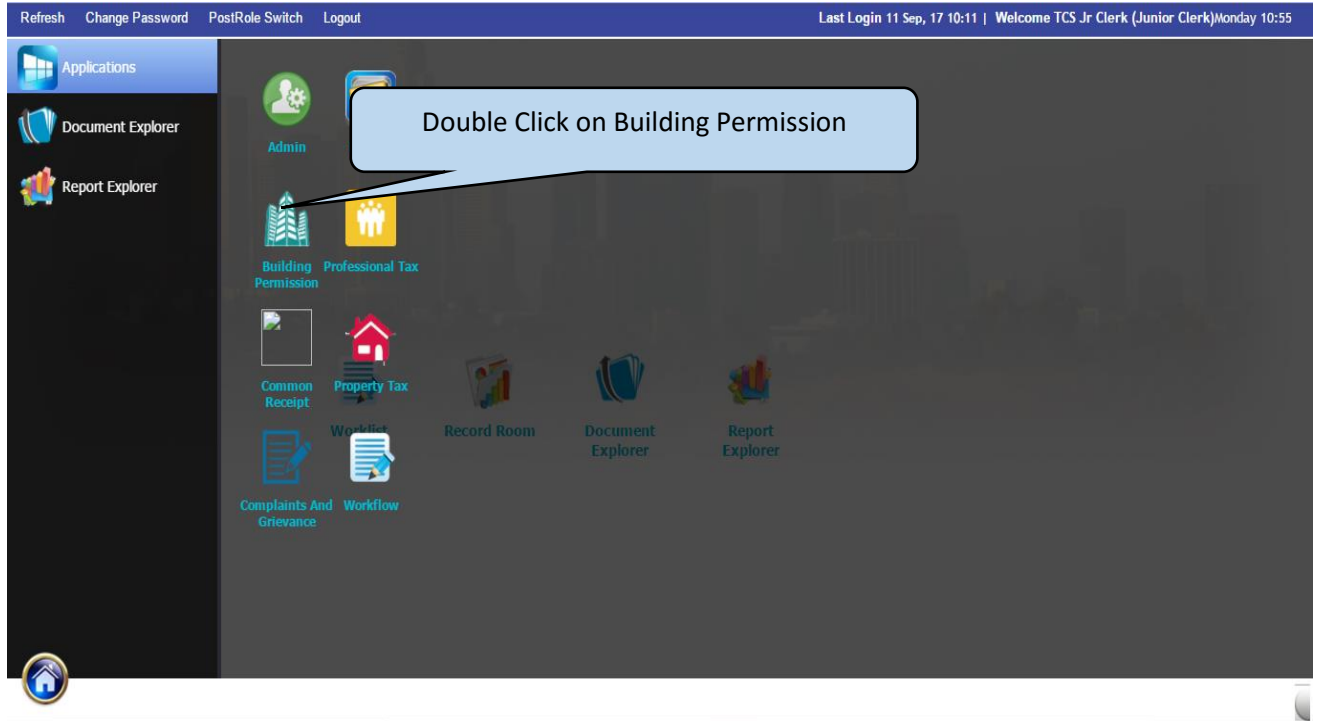 Refresh Change Password PostRole Switch Logout Last Login 11 Sep, 17 10:11 | Welcome TCS Jr Clerk (Junior Clerk)Monday 10:55
Applications
Document Explorer
Report Explorer
Double Click on Building Permission
Admin
Building
Permission
Professional Tax
Common
Receipt
Property Tax
Worklist
Record Room
Document
Explorer
Report
Explorer
Complaints And
Grievance
Workflow